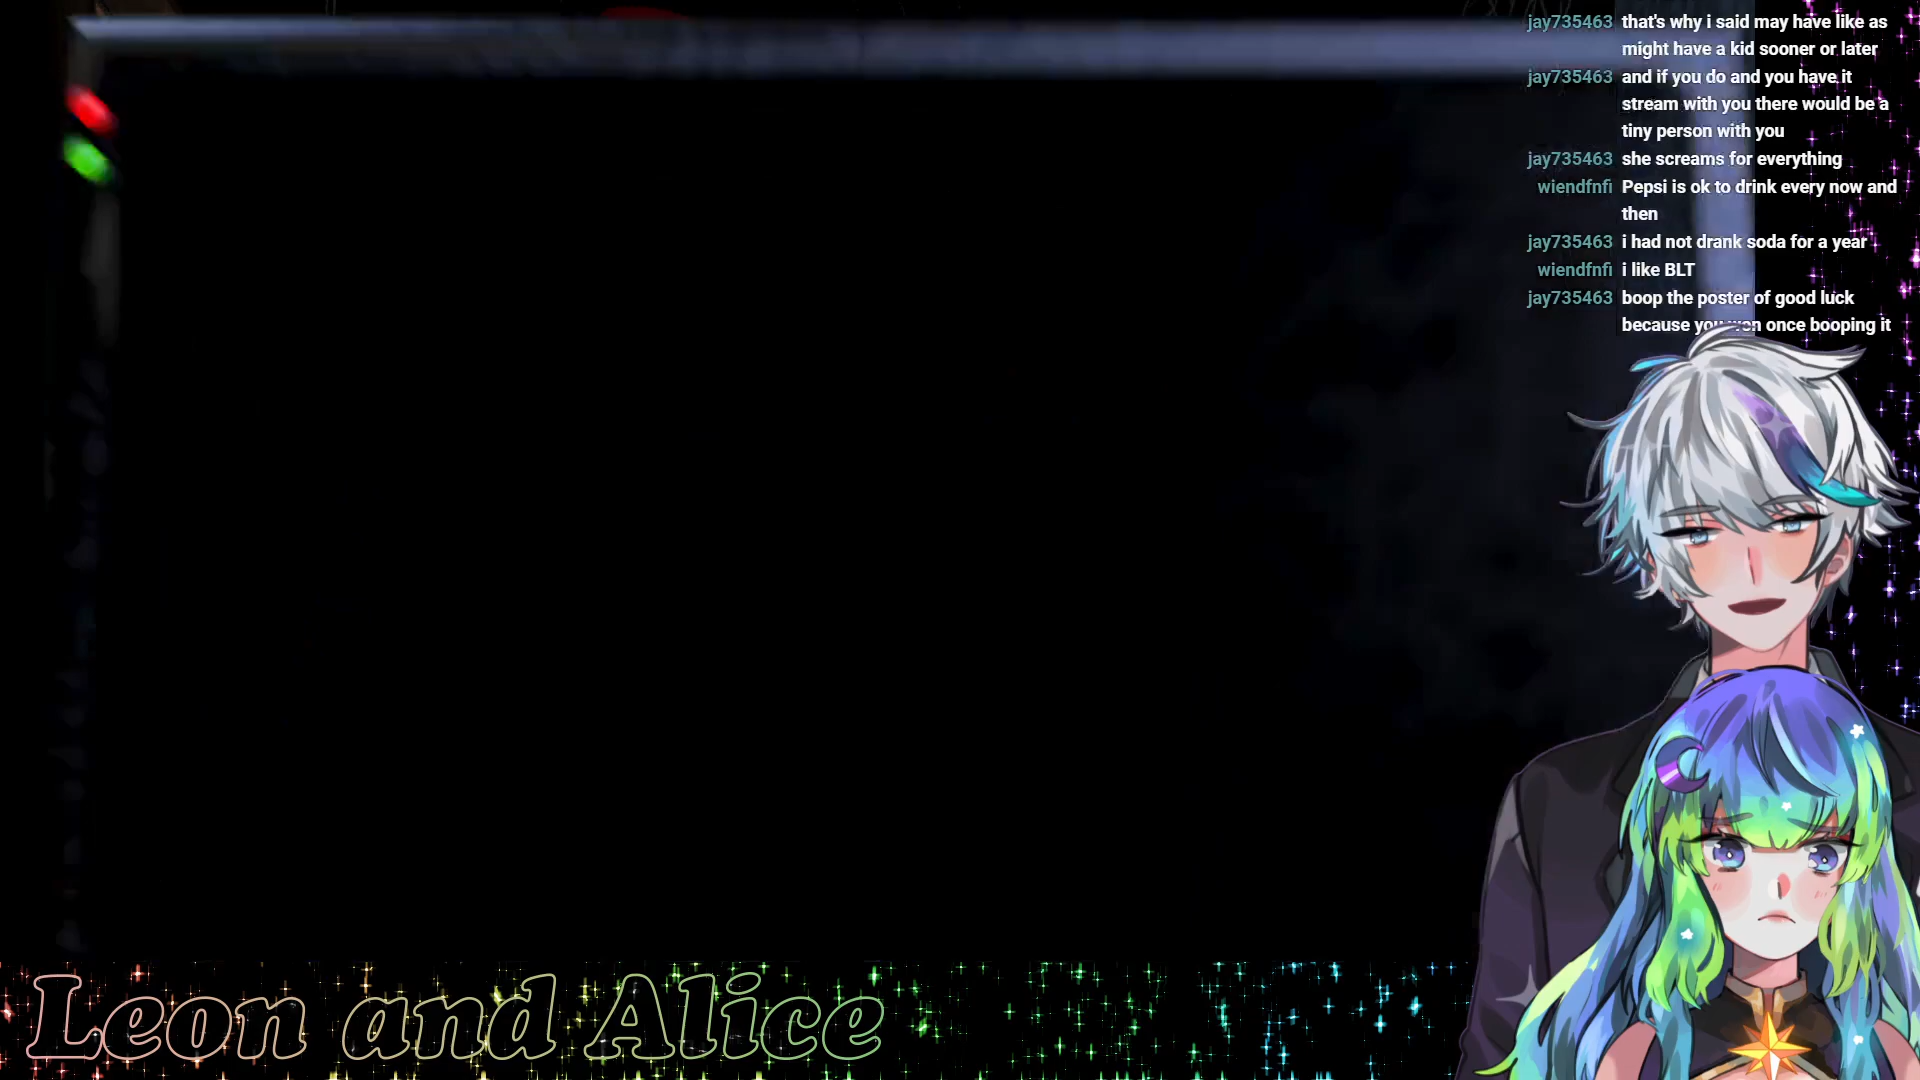 jay735463 that's why i said may have like as
might have a kid sooner or later
jay735463 and if you do and you have it
stream with you there would be a
tiny person with you
jay735463 she screams for everything
wiendfnfi Pepsi is ok to drink every now and
then
jay735463 i had not drank soda for a year
wiendfnfi i like BLT
jay735463 boop the poster of good luck
because you won once booping it
Leon and Alice